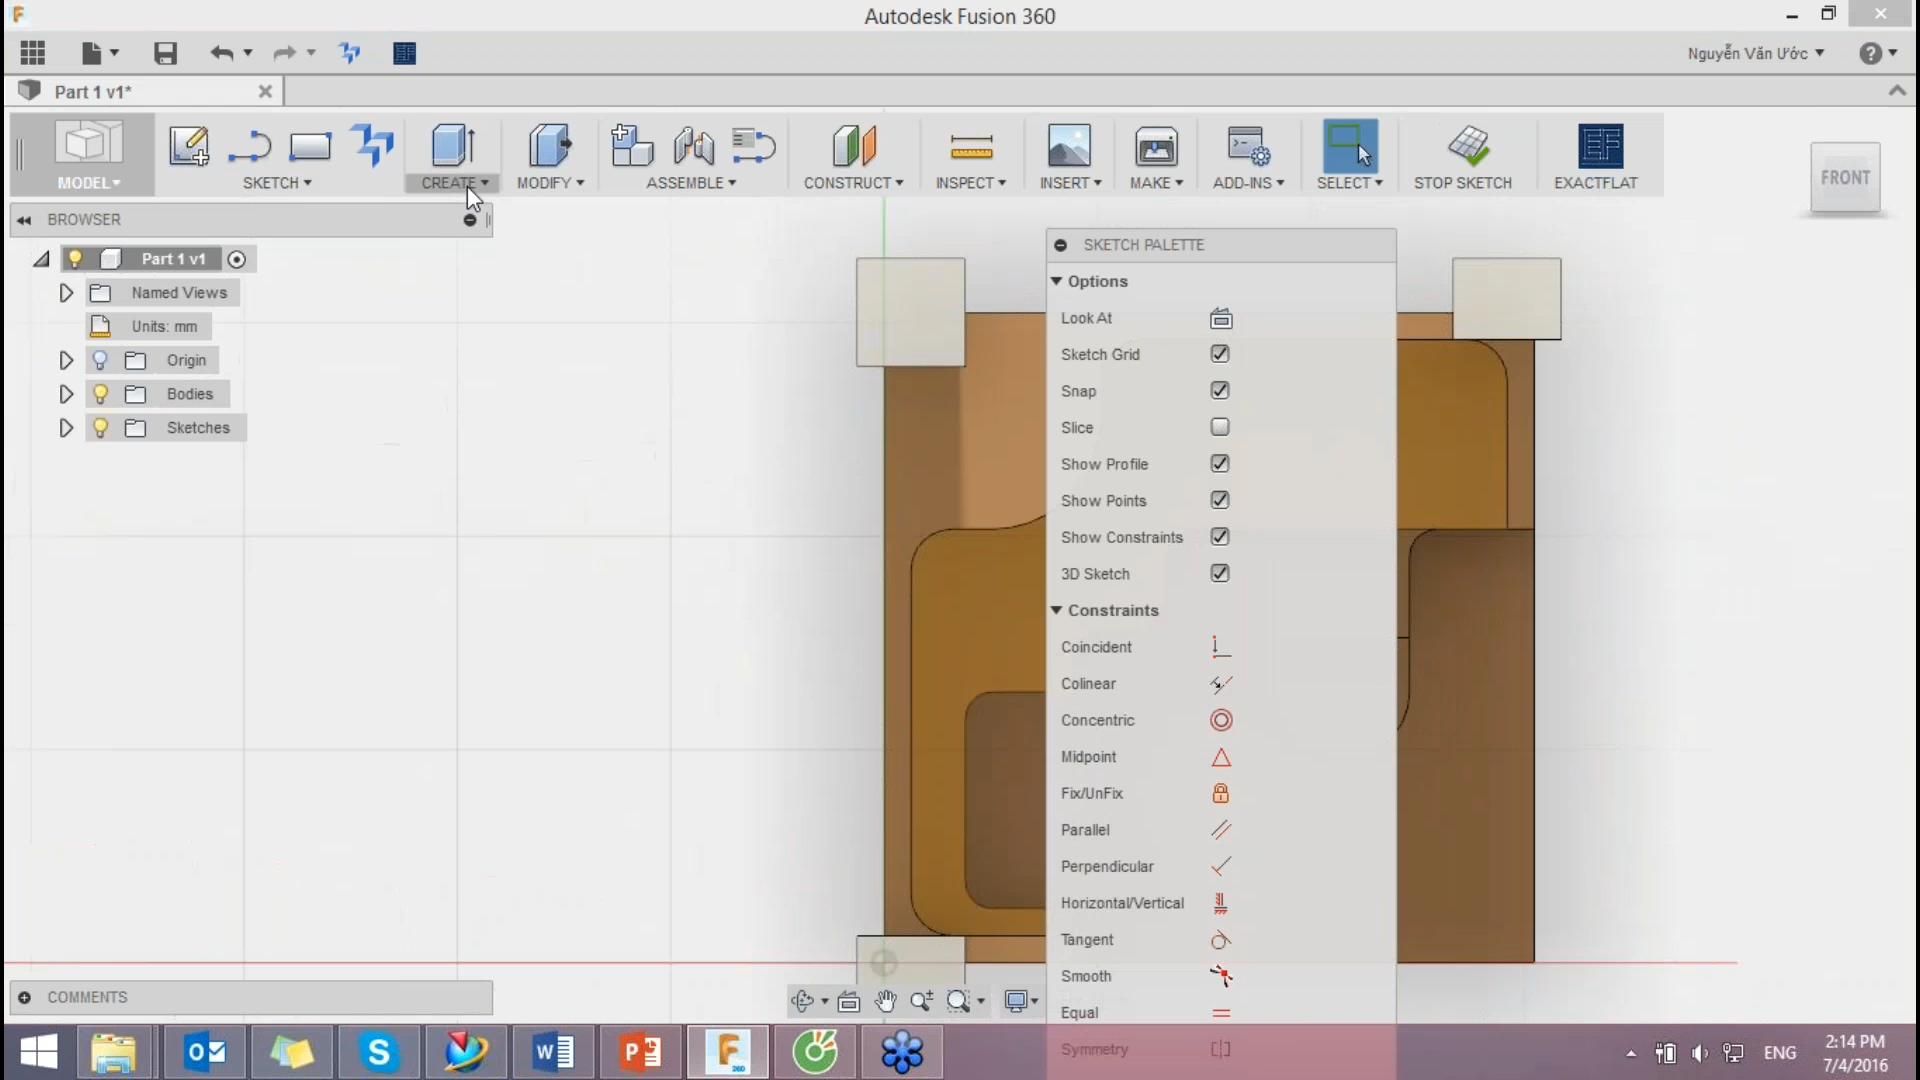 Autodesk Fusion 360
Nguyễn Văn Ước
Part 1 v1*
MODEL
SKETCH
CREATE
MODIFY
ASSEMBLE
CONSTRUCT
INSPECT
INSERT
MAKE
ADD-INS
SELECT
STOP SKETCH
EXACTFLAT
FRONT
BROWSER
Part 1 v1
Named Views
Units: mm
Origin
Bodies
Sketches
SKETCH PALETTE
Options
Look At
Sketch Grid
Snap
Slice
Show Profile
Show Points
Show Constraints
3D Sketch
Constraints
Coincident
Colinear
Concentric
Midpoint
Fix/UnFix
Parallel
Perpendicular
Horizontal/Vertical
Tangent
Smooth
Equal
Symmetry
COMMENTS
ENG
2:14 PM
7/4/2016